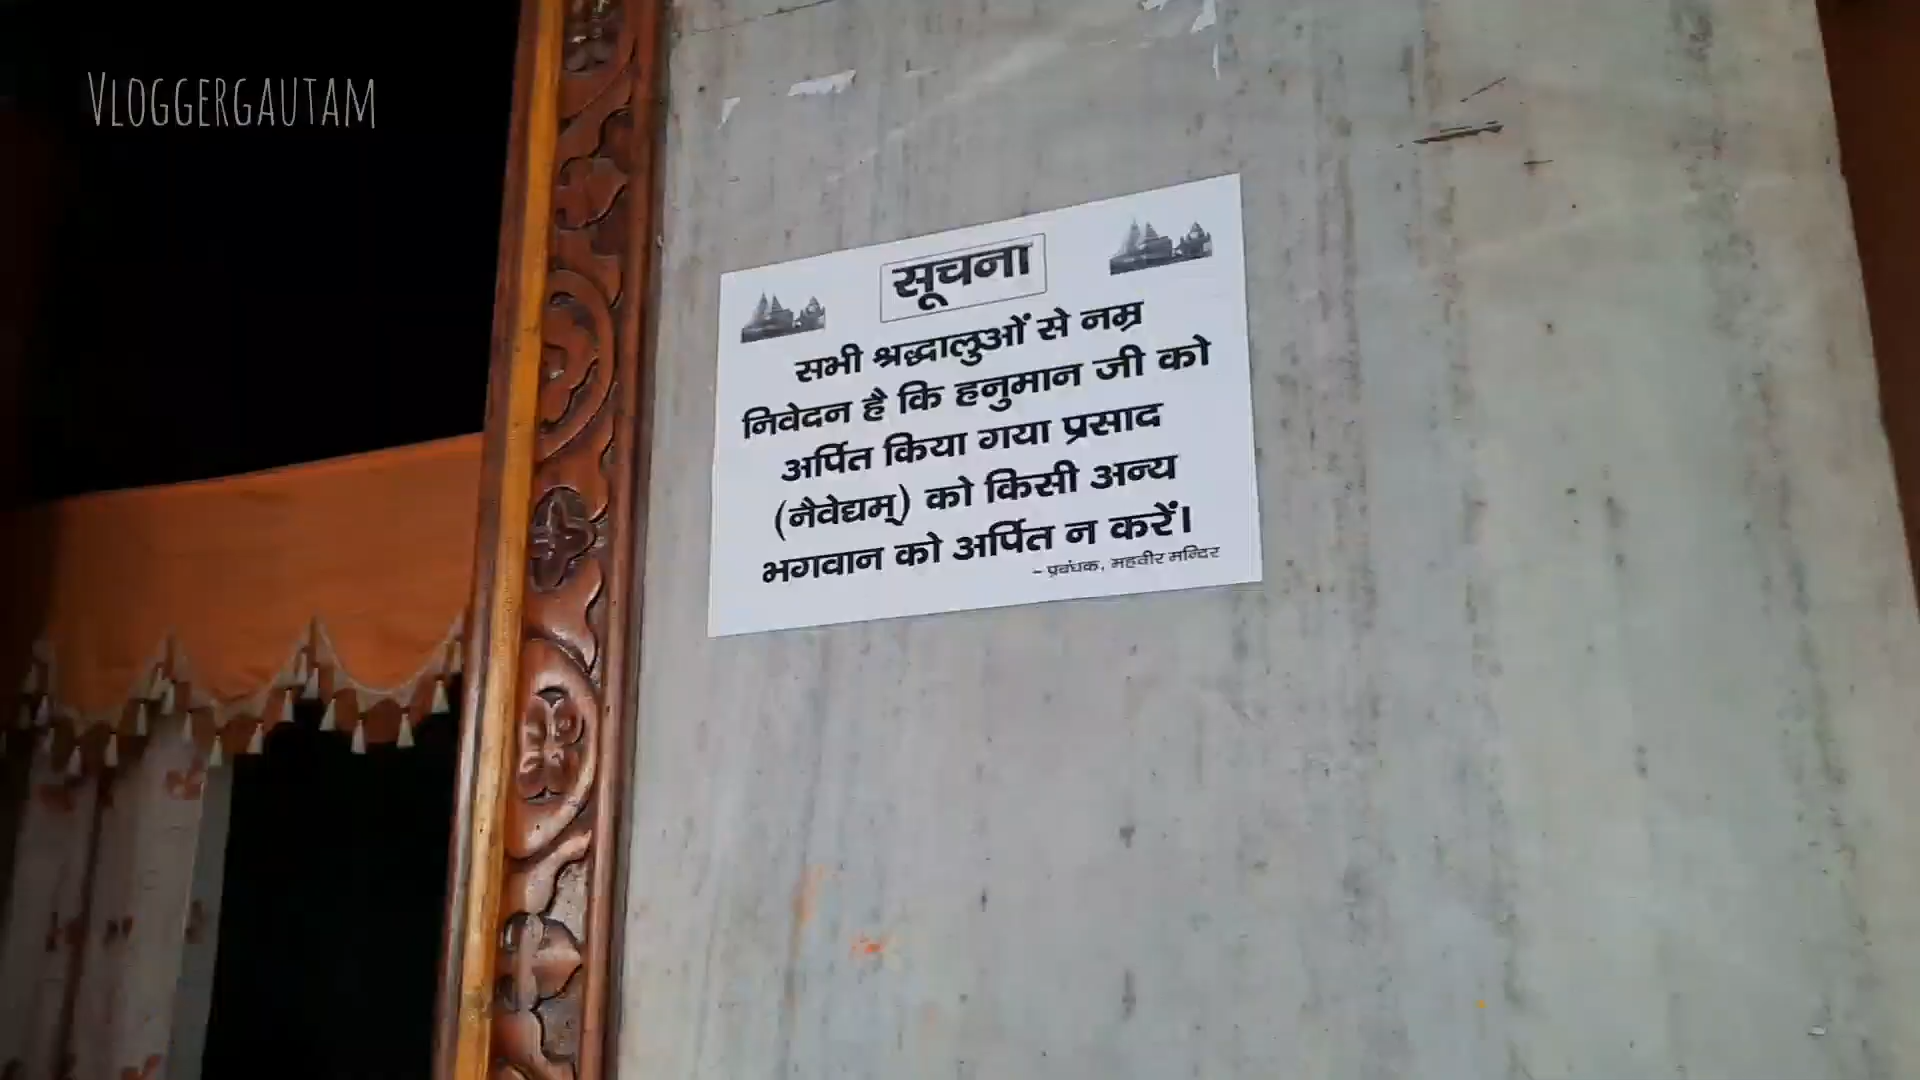 VLOGGERGAUTAM
सूचना
सभी श्रद्धालुओं से नम्र
निवेदन है कि हनुमान जी को
अर्पित किया गया प्रसाद
(नैवेद्यम्) को किसी अन्य
भगवान को अर्पित न करें।
- प्रबंधक, महवीर मन्दिर